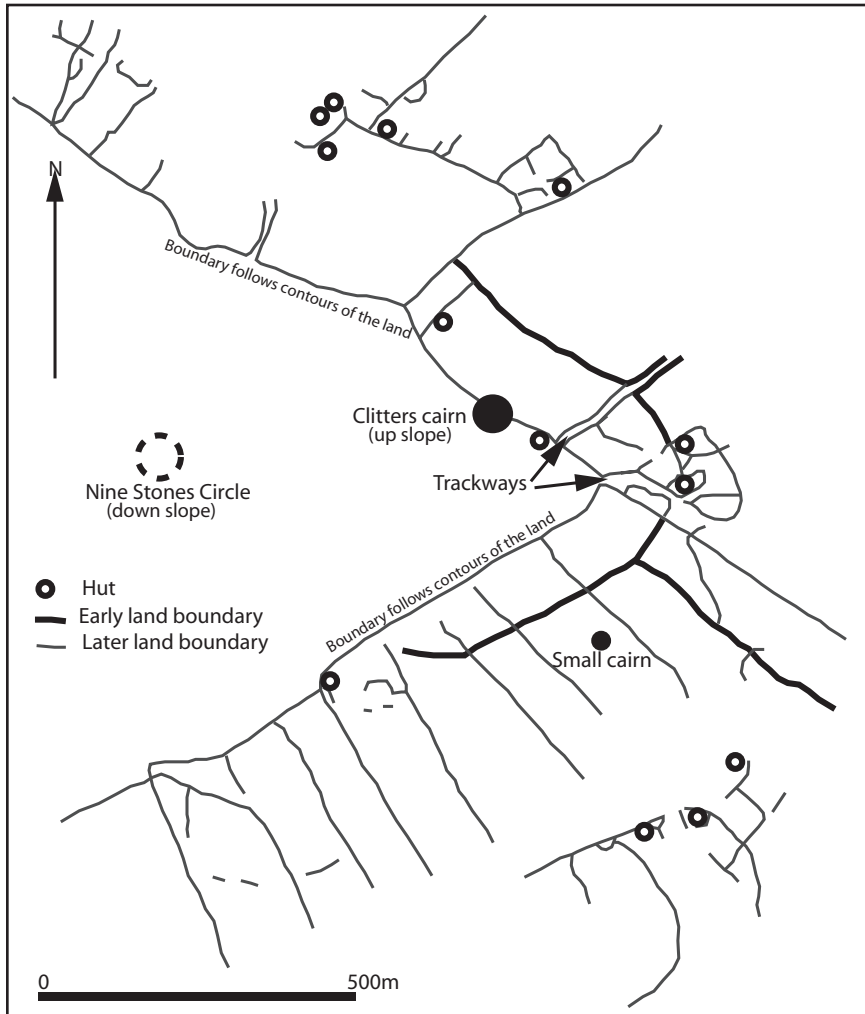 N
Boundary follows contours of the land
Clitters cairn
(up slope)
Nine Stones Circle
(down slope)
Trackways
Boundary follows contours of the land
Hut
Early land boundary
Later land boundary
Small cairn
0 500m